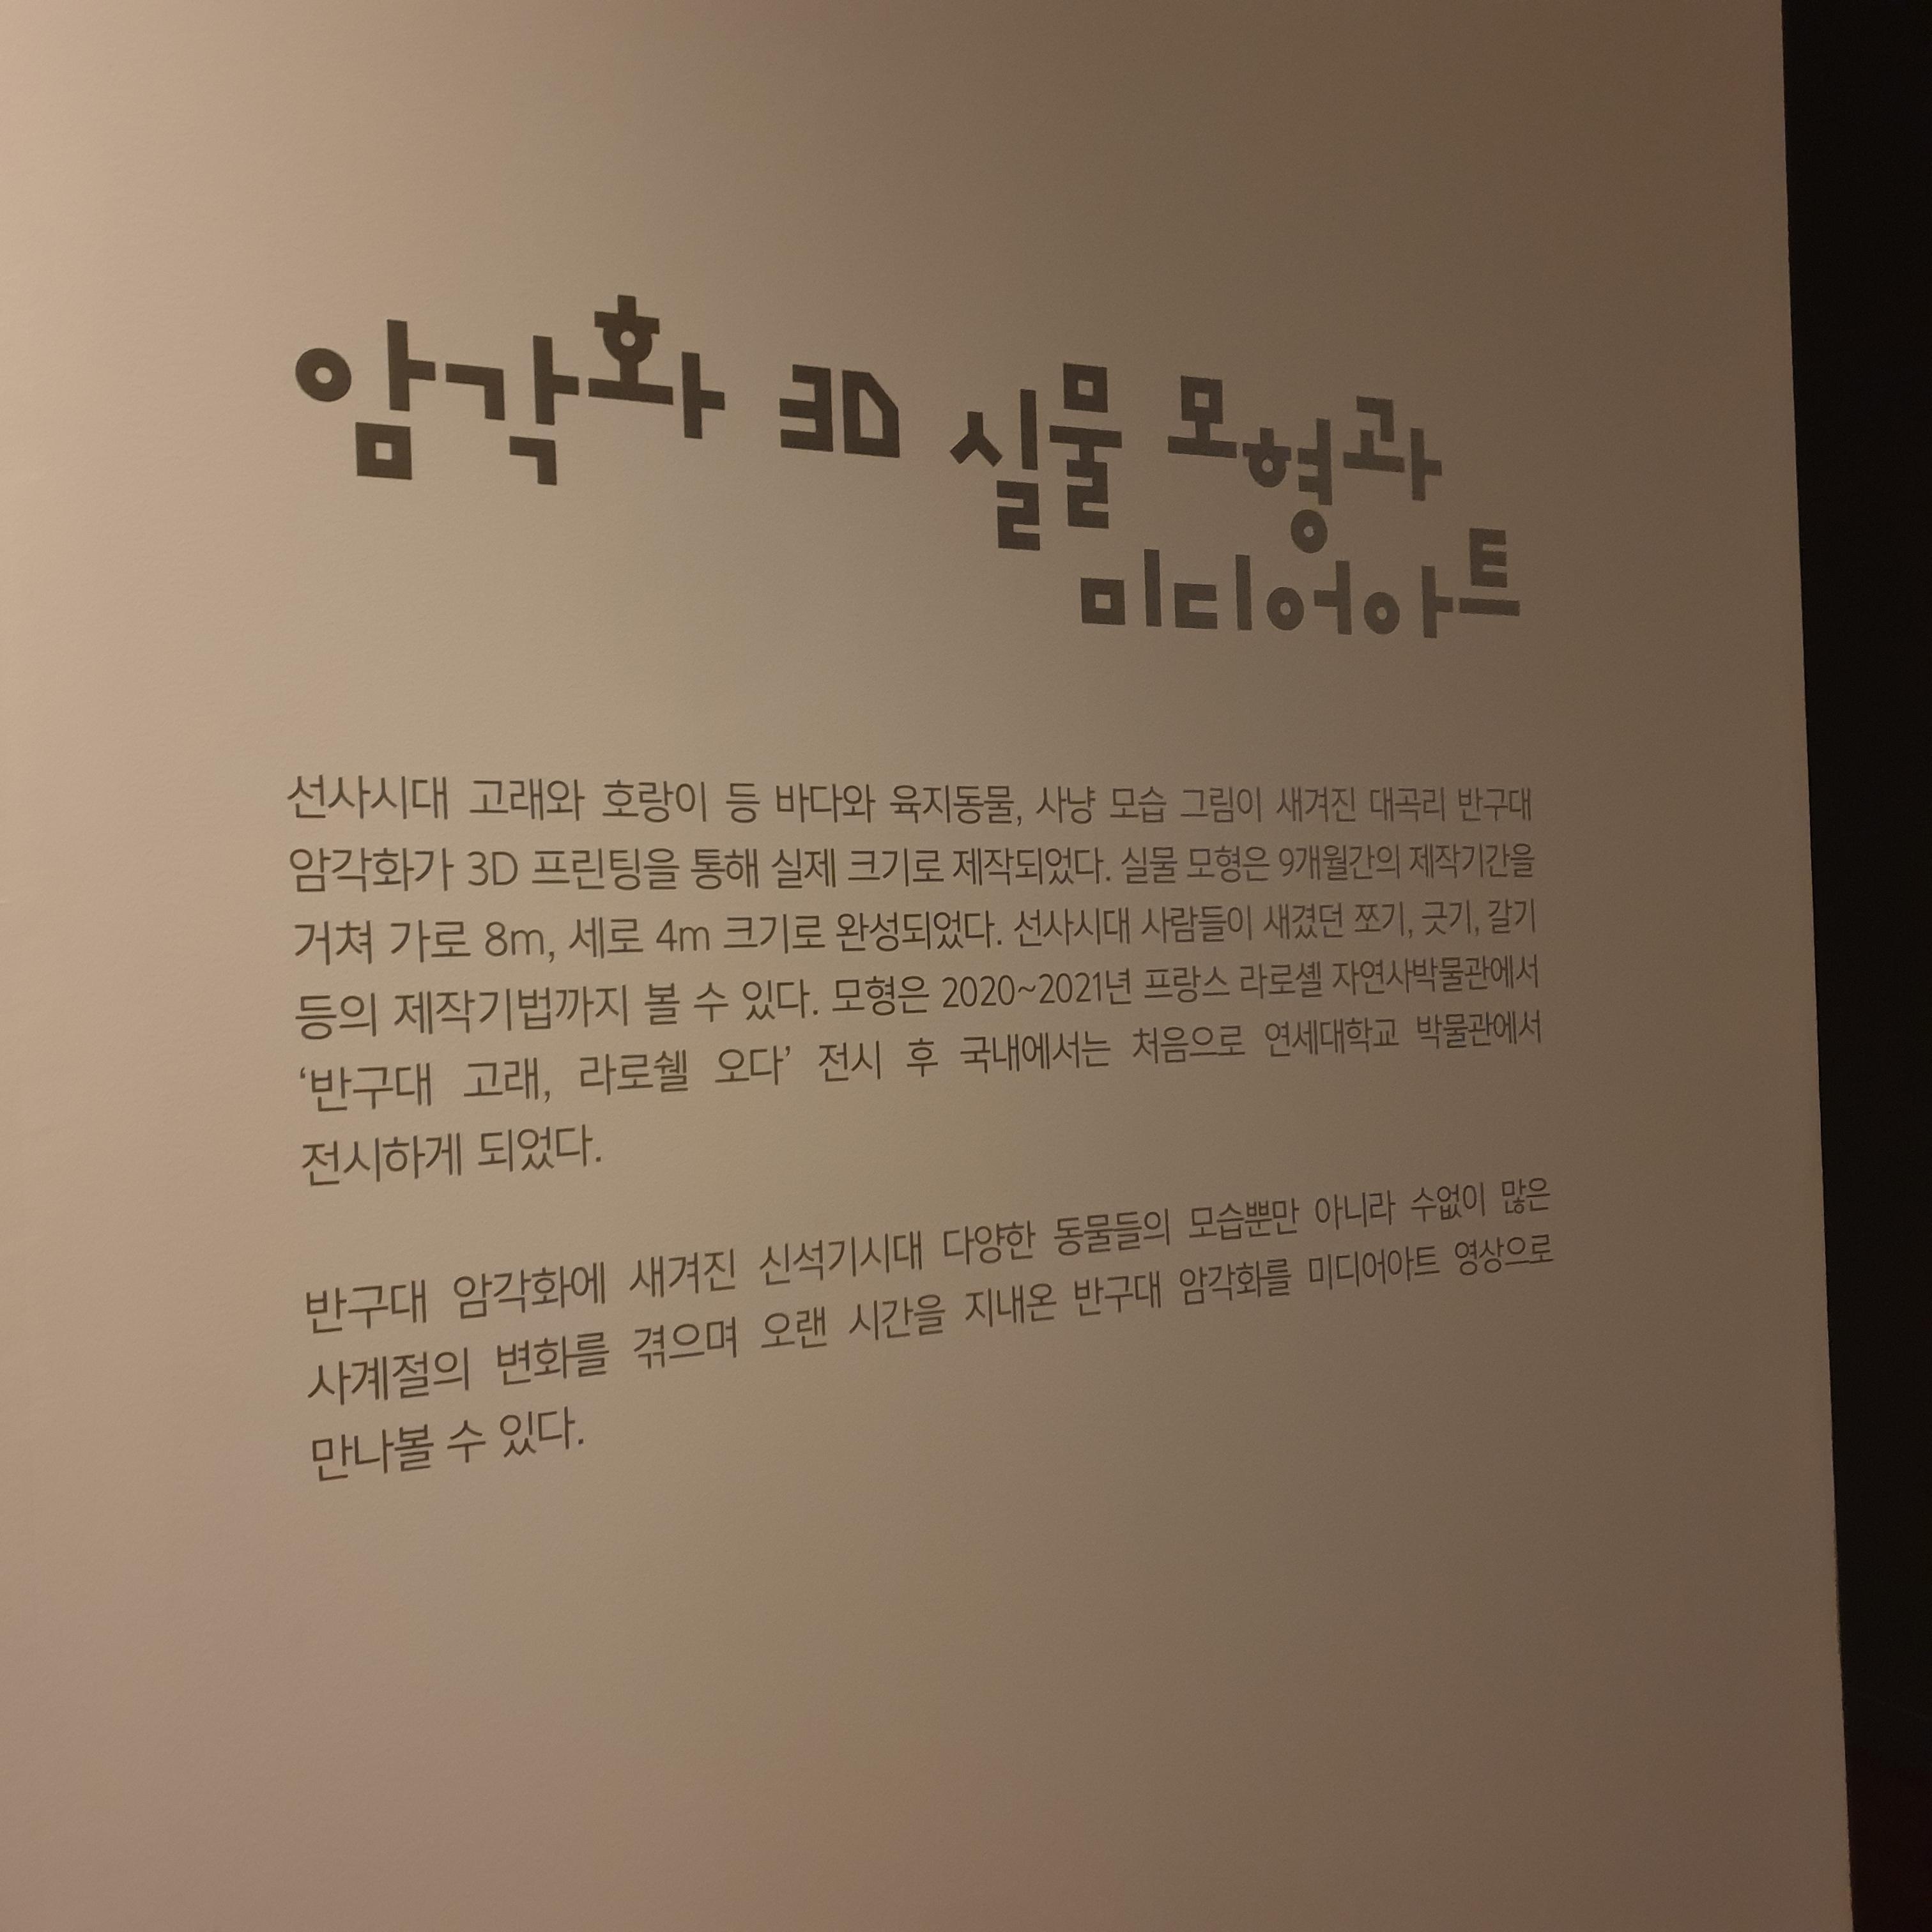 암각화 3D 실물 모형과
미디어아트
선사시대 고래와 호랑이 등 바다와 육지동물, 사냥 모습 그림이 새겨진 대곡리 반구대
암각화가 3D 프린팅을 통해 실제 크기로 제작되었다. 실물 모형은 9개월간의 제작기간을
거쳐 가로 8m, 세로 4m 크기로 완성되었다. 선사시대 사람들이 새겼던 쪼기, 긋기, 갈기
등의 제작기법까지 볼 수 있다. 모형은 2020~2021년 프랑스 라로셸 자연사박물관에서
‘반구대 고래, 라로쉘 오다’ 전시 후 국내에서는 처음으로 연세대학교 박물관에서
전시하게 되었다.
반구대 암각화에 새겨진 신석기시대 다양한 동물들의 모습뿐만 아니라 수없이 많은
사계절의 변화를 겪으며 오랜 시간을 지내온 반구대 암각화를 미디어아트 영상으로
만나볼 수 있다.